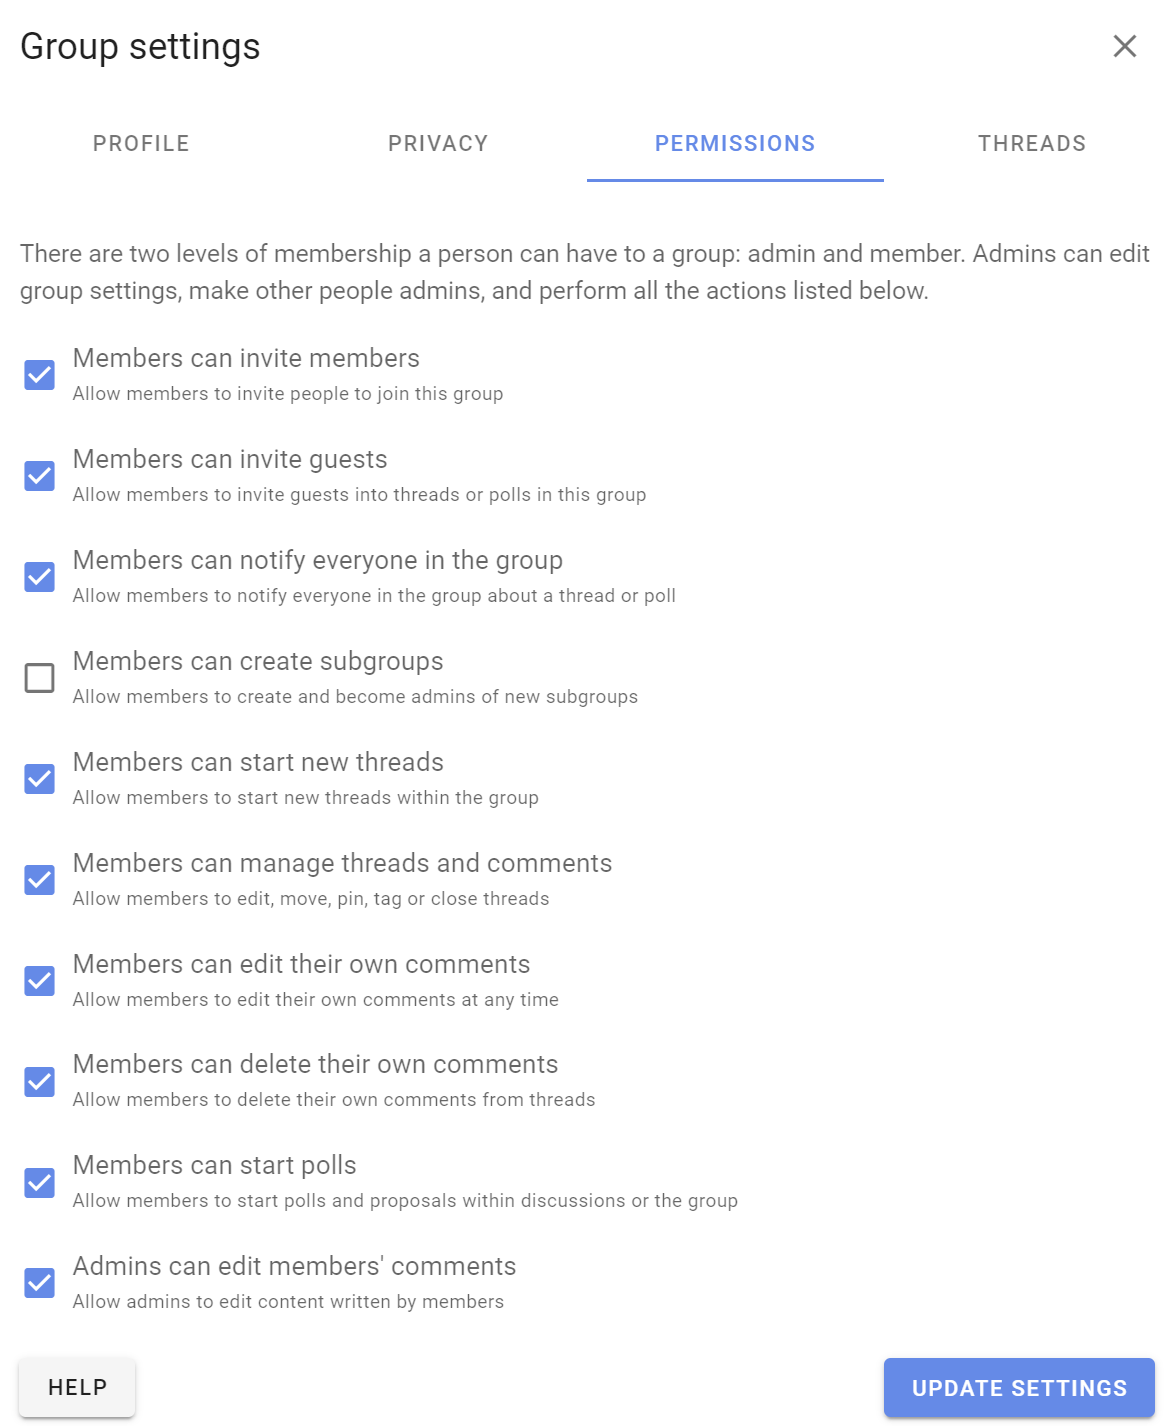 Group settings
PROFILE
PRIVACY
PERMISSIONS
THREADS
There are two levels of membership a person can have to a group: admin and member. Admins can edit
group settings, make other people admins, and perform all the actions listed below.
Members can invite members
Allow members to invite people to join this group
Members can invite guests
Allow members to invite guests into threads or polls in this group
Members can notify everyone in the group
Allow members to notify everyone in the group about a thread or poll
Members can create subgroups
Allow members to create and become admins of new subgroups
Members can start new threads
Allow members to start new threads within the group
Members can manage threads and comments
Allow members to edit, move, pin, tag or close threads
Members can edit their own comments
Allow members to edit their own comments at any time
Members can delete their own comments
Allow members to delete their own comments from threads
Members can start polls
Allow members to start polls and proposals within discussions or the group
Admins can edit members' comments
Allow admins to edit content written by members
HELP
UPDATE SETTINGS